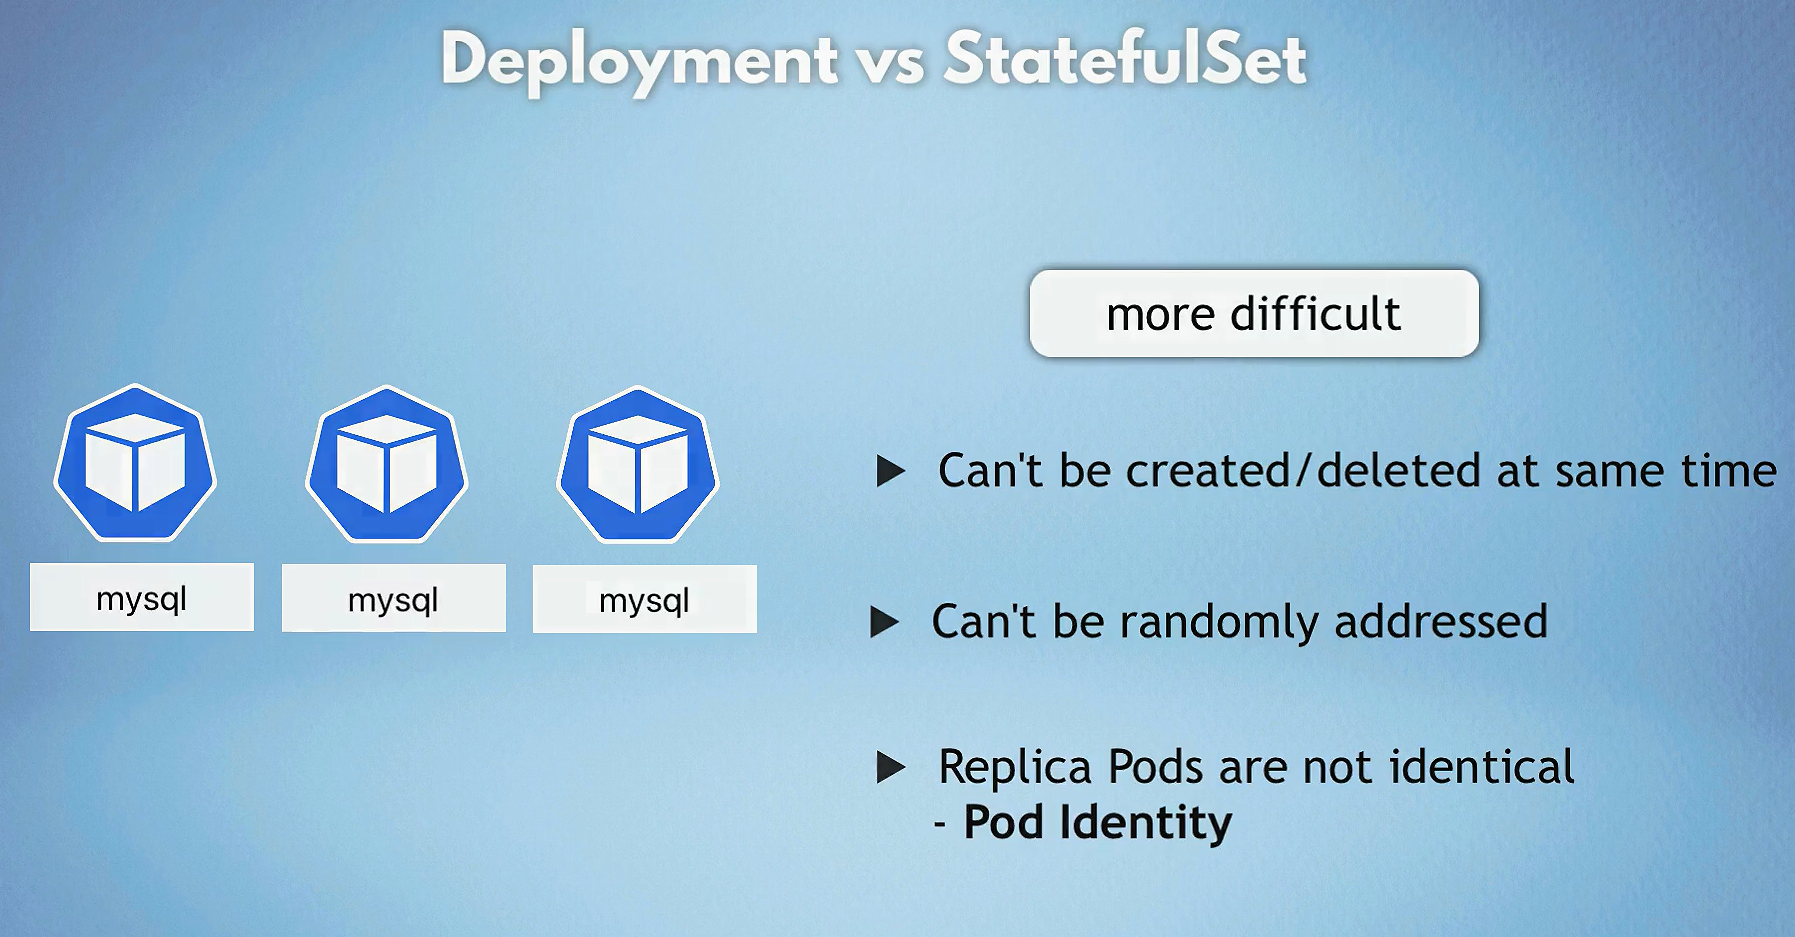 Deployment vs StatefulSet
more difficult
mysql
mysql
mysql
Can't be created/deleted at same time
Can't be randomly addressed
Replica Pods are not identical
- Pod Identity